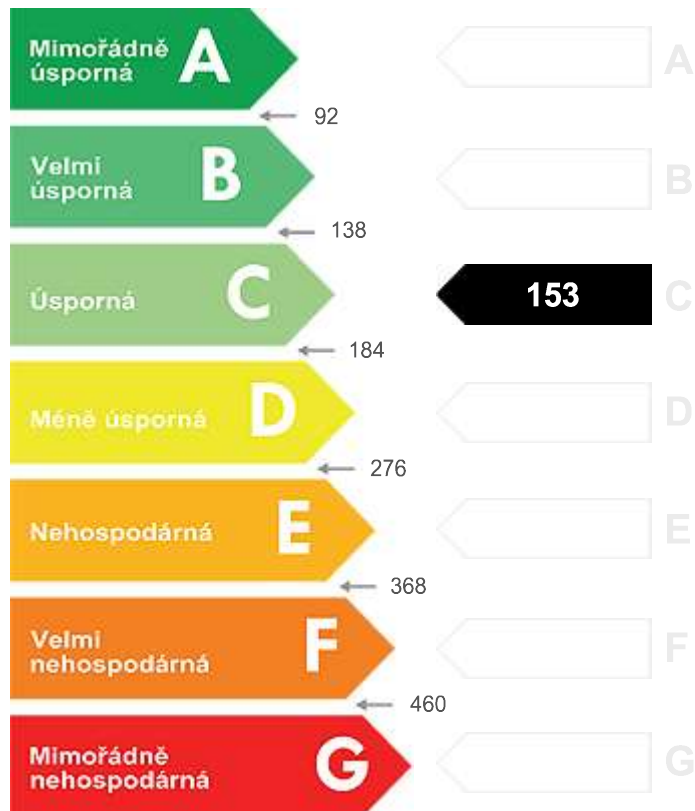 Mimořádně
úsporná
A
A
92
Velmi
úsporná
B
B
138
Úsporná
C
153
C
184
Méně úsporná
D
D
276
Nehospodárná
E
E
368
Velmi
nehospodárná
F
F
460
Mimořádně
nehospodárná
G
G